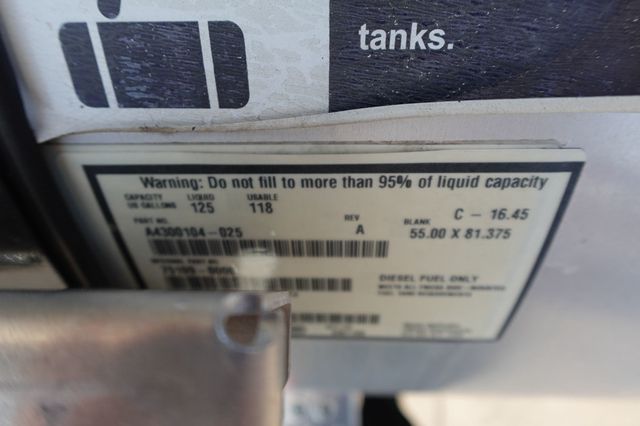 tanks.
Warning: Do not fill to more than 95% of liquid capacity
CAPACITY LIQUID USABLE
US GALLONS 125 118
C - 16.45
PART NO. REV BLANK
A4300104-025 A 55.00 X 81.375
DIESEL FUEL ONLY